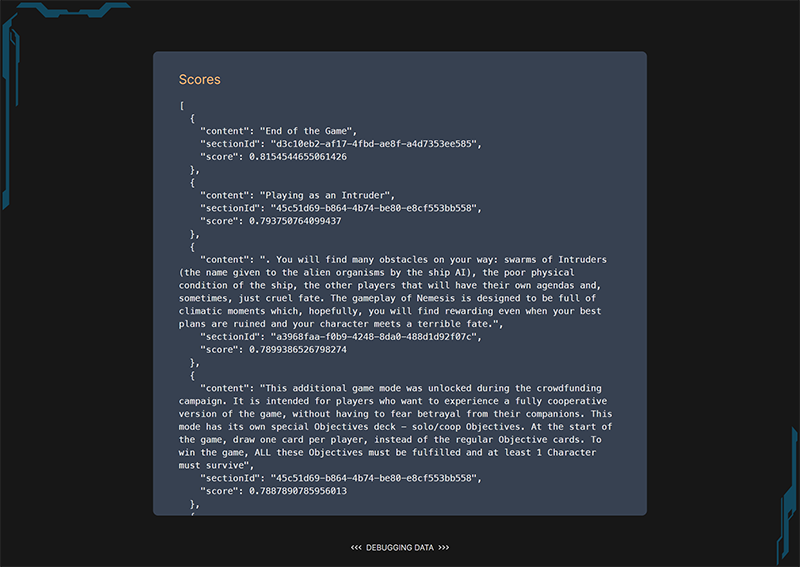 Scores
[
{
"content": "End of the Game",
"sectionId": "d3c10eb2-af17-4fbd-ae8f-a4d7353ee585",
"score": 0.8154544655061426
},
{
"content": "Playing as an Intruder",
"sectionId": "45c51d69-b864-4b74-be80-e8cf553bb558",
"score": 0.793750764099437
},
{
"content": ". You will find many obstacles on your way: swarms of Intruders
(the name given to the alien organisms by the ship AI), the poor physical
condition of the ship, the other players that will have their own agendas and,
sometimes, just cruel fate. The gameplay of Nemesis is designed to be full of
climatic moments which, hopefully, you will find rewarding even when your best
plans are ruined and your character meets a terrible fate.",
"sectionId": "a3968faa-f0b9-4248-8da0-488d1d92f07c",
"score": 0.7899386526798274
},
{
"content": "This additional game mode was unlocked during the crowdfunding
campaign. It is intended for players who want to experience a fully cooperative
version of the game, without having to fear betrayal from their companions. This
mode has its own special Objectives deck – solo/coop Objectives. At the start of
the game, draw one card per player, instead of the regular Objective cards. To
win the game, ALL these Objectives must be fulfilled and at least 1 Character
must survive",
"sectionId": "45c51d69-b864-4b74-be80-e8cf553bb558",
"score": 0.7887890785956013
},
‹‹‹ DEBUGGING DATA ›››